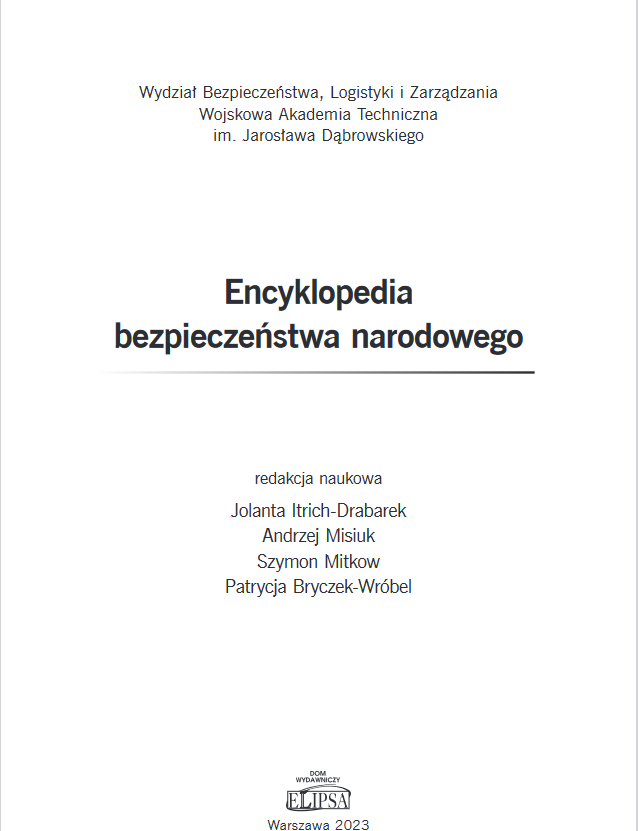 Wydział Bezpieczeństwa, Logistyki i Zarządzania
Wojskowa Akademia Techniczna
im. Jarosława Dąbrowskiego
Encyklopedia
bezpieczeństwa narodowego
redakcja naukowa
Jolanta Itrich-Drabarek
Andrzej Misiuk
Szymon Mitkow
Patrycja Bryczek-Wróbel
DOM
WYDAWNICZY
ELIPSA
Warszawa 2023